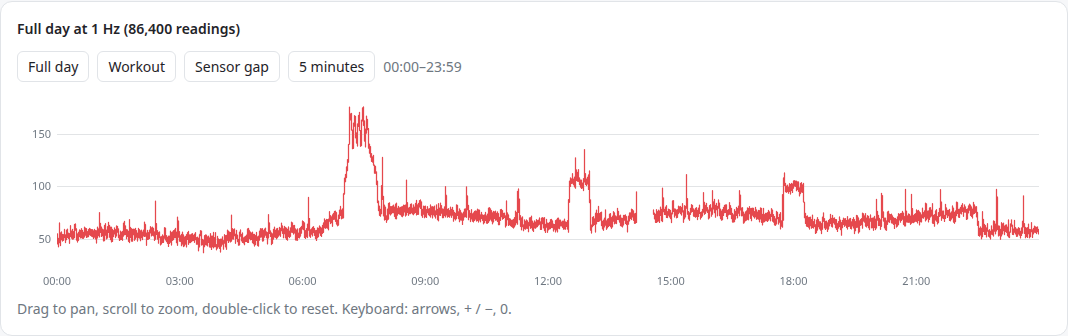 Full day at 1 Hz (86,400 readings)
Full day Workout Sensor gap 5 minutes 00:00–23:59
150
100
50
00:00 03:00 06:00 09:00 12:00 15:00 18:00 21:00
Drag to pan, scroll to zoom, double-click to reset. Keyboard: arrows, + / −, 0.